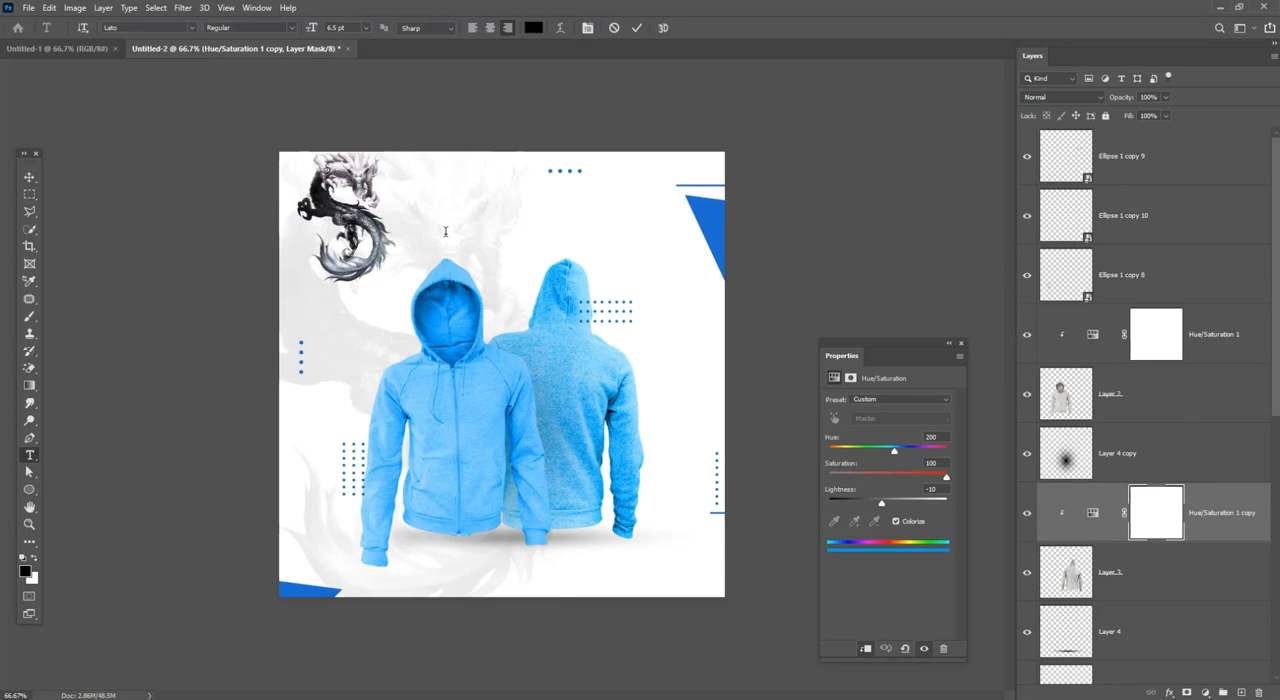 Ps File Edit Image Layer Type Select Filter 3D View Window Help
T Lato Regular 6.5 pt aa Sharp 3D
Untitled-1 @ 66.7% (RGB/8#) × Untitled-2 @ 66.7% (Hue/Saturation 1 copy, Layer Mask/8) * ×
Layers
Kind
Normal Opacity: 100%
Lock: Fill: 100%
Ellipse 1 copy 9
Ellipse 1 copy 10
Ellipse 1 copy 8
Hue/Saturation 1
Layer 2
Layer 4 copy
Hue/Saturation 1 copy
Layer 3
Layer 4
Properties
Hue/Saturation
Preset: Custom
Master
Hue: 200
Saturation: 100
Lightness: -10
Colorize
66.67% Doc: 2.86M/48.5M
fx